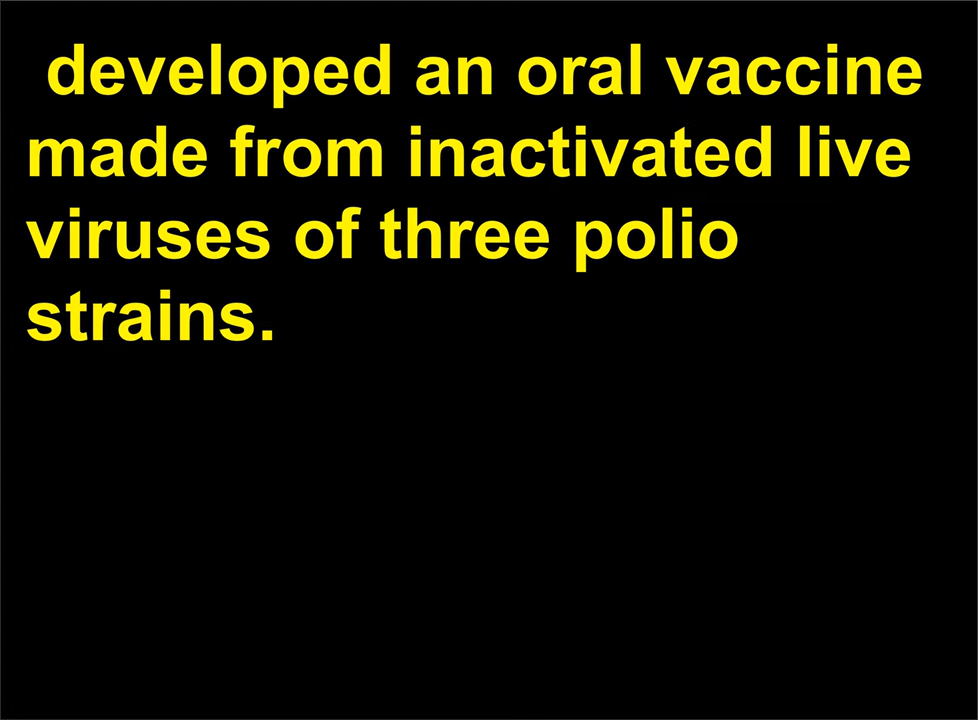 developed an oral vaccine
made from inactivated live
viruses of three polio
strains.